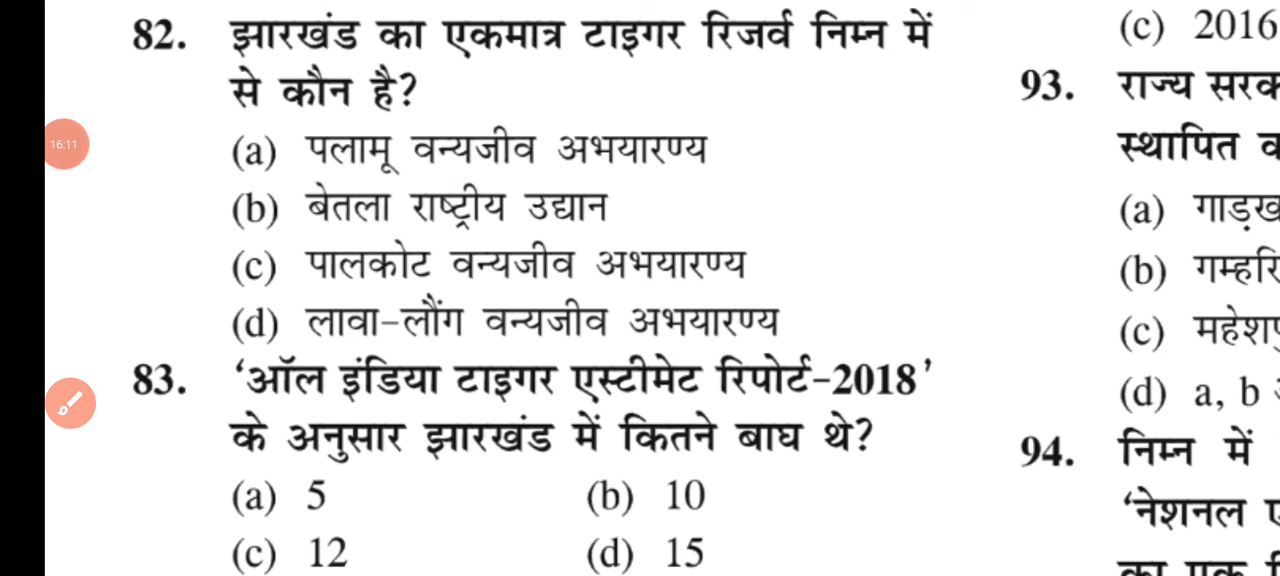 82. झारखंड का एकमात्र टाइगर रिजर्व निम्न में
से कौन है?
(a) पलामू वन्यजीव अभयारण्य
(b) बेतला राष्ट्रीय उद्यान
(c) पालकोट वन्यजीव अभयारण्य
(d) लावा-लौंग वन्यजीव अभयारण्य
83. ‘ऑल इंडिया टाइगर एस्टीमेट रिपोर्ट-2018’
के अनुसार झारखंड में कितने बाघ थे?
(a) 5 (b) 10
(c) 12 (d) 15
(c) 2016
93. राज्य
स्थापित
(a)
(b)
(c)
(d) a, b
94. निम्न में
‘नेशनल
का एक
16:11